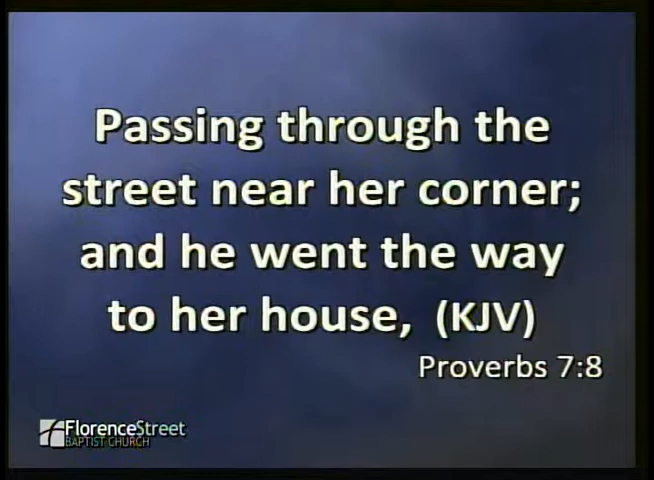 Passing through the
street near her corner;
and he went the way
to her house, (KJV)
Proverbs 7:8
FlorenceStreet
BAPTIST CHURCH